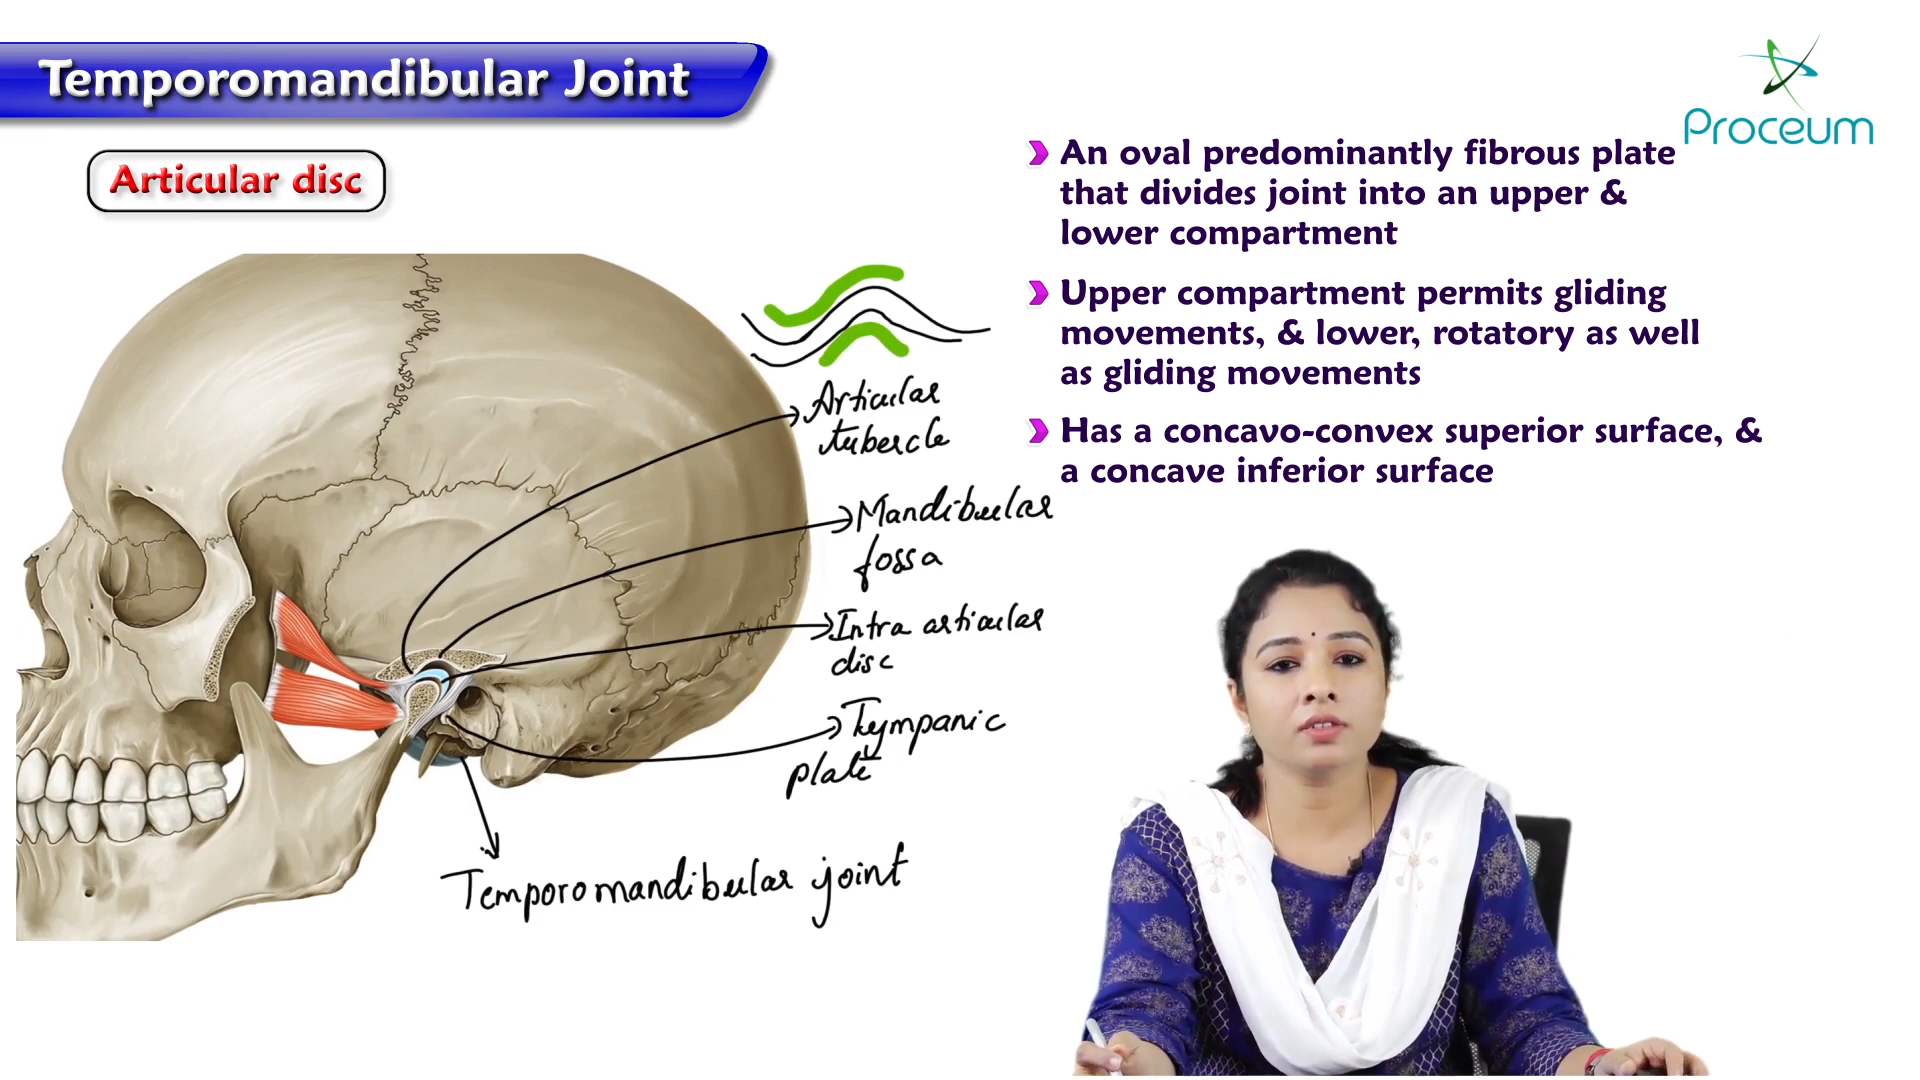 Temporomandibular Joint
Proceum
Articular disc
An oval predominantly fibrous plate
that divides joint into an upper &
lower compartment
Upper compartment permits gliding
movements, & lower, rotatory as well
as gliding movements
Has a concavo-convex superior surface, &
a concave inferior surface
Articular
tubercle
Mandibular
fossa
Intra articular
disc
Tympanic
plate
Temporomandibular joint